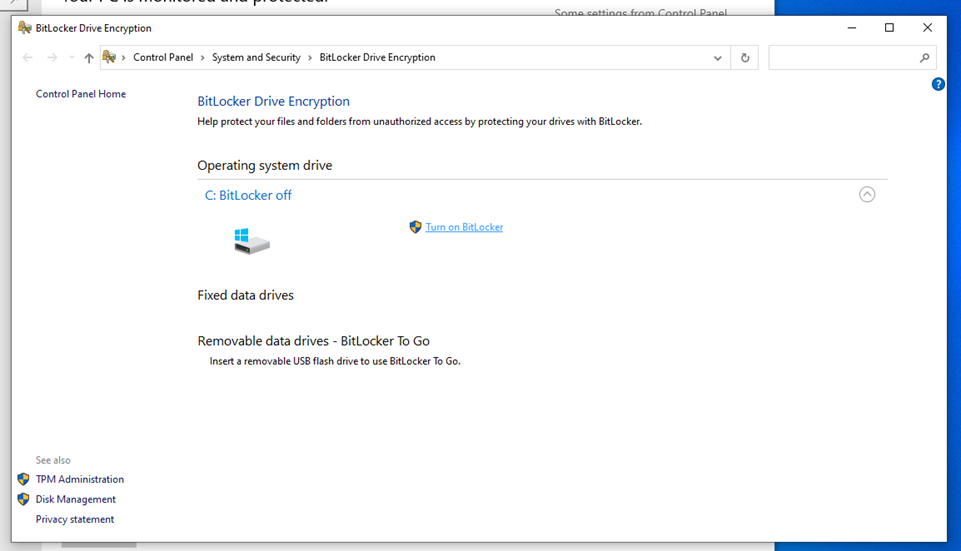 Your PC is monitored and protected.
Some settings from Control Panel
BitLocker Drive Encryption
Control Panel > System and Security > BitLocker Drive Encryption
Control Panel Home
BitLocker Drive Encryption
Help protect your files and folders from unauthorized access by protecting your drives with BitLocker.
Operating system drive
C: BitLocker off
Turn on BitLocker
Fixed data drives
Removable data drives - BitLocker To Go
Insert a removable USB flash drive to use BitLocker To Go.
See also
TPM Administration
Disk Management
Privacy statement